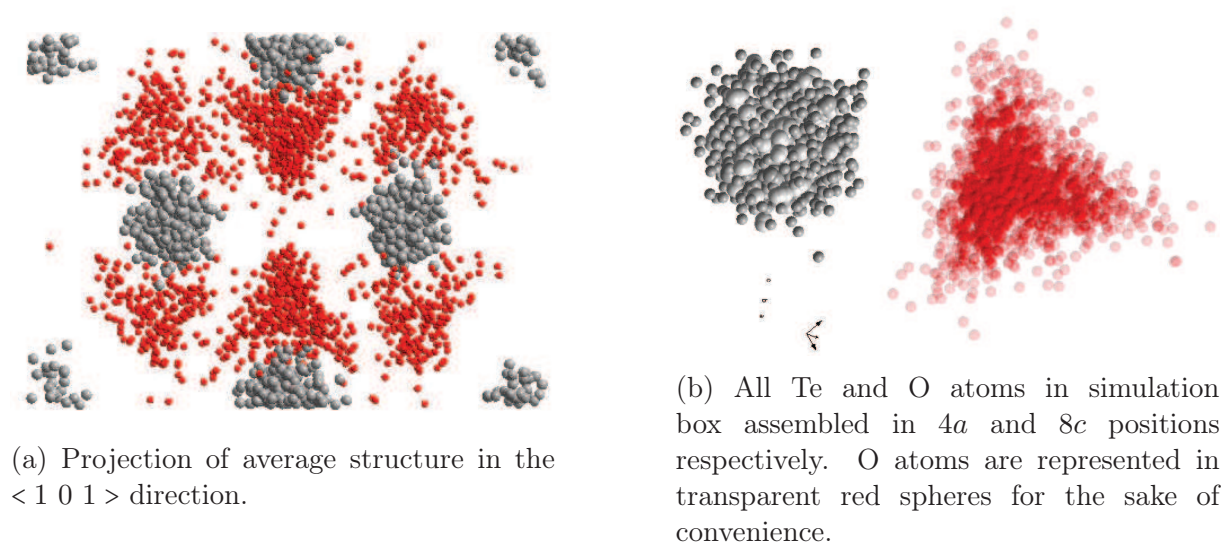 (a) Projection of average structure in the
< 1 0 1 > direction.
(b) All Te and O atoms in simulation
box assembled in 4a and 8c positions
respectively. O atoms are represented in
transparent red spheres for the sake of
convenience.